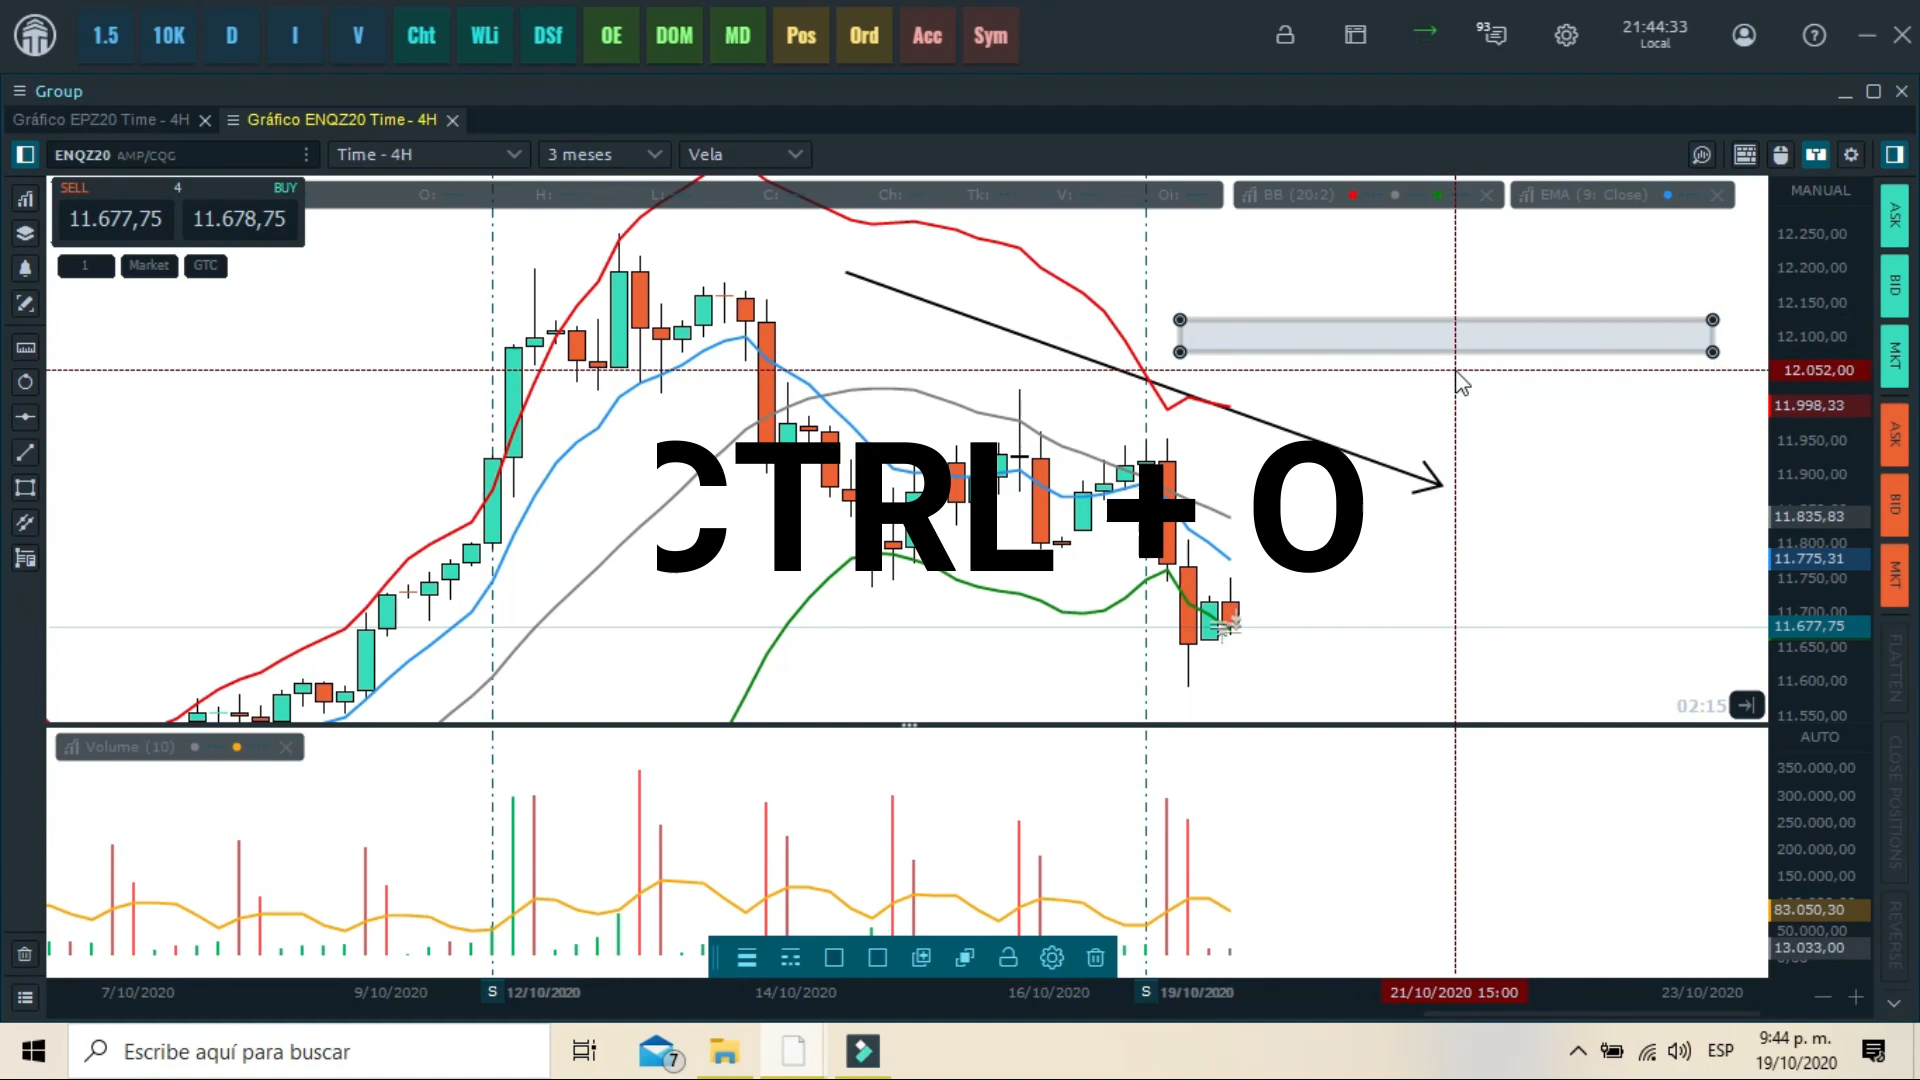 1.5 10K D I V Cht WLi DSf OE DOM MD Pos Ord Acc Sym 93 21:44:33
Local
Group
Gráfico EPZ20 Time - 4H Gráfico ENQZ20 Time - 4H
ENQZ20 AMP/CQG Time - 4H 3 meses Vela
SELL 4 BUY
11.677,75 11.678,75
1 Market GTC
O: H: L: C: Ch: Tk: V: Oi:
BB (20:2) EMA (9: Close)
MANUAL
12.250,00
12.200,00
12.150,00
12.100,00
12.052,00
11.998,33
11.950,00
11.900,00
11.835,83
11.800,00
11.775,31
11.750,00
11.700,00
11.677,75
11.650,00
11.600,00
11.550,00
ASK
BID
MKT
ASK
BID
MKT
FLATTEN
CLOSE POSITIONS
REVERSE
CTRL + O
02:15
Volume (10)
AUTO
350.000,00
300.000,00
250.000,00
200.000,00
150.000,00
83.050,30
50.000,00
13.033,00
7/10/2020 9/10/2020 S 12/10/2020 14/10/2020 16/10/2020 S 19/10/2020 21/10/2020 15:00 23/10/2020
Escribe aquí para buscar 7 ESP 9:44 p. m.
19/10/2020